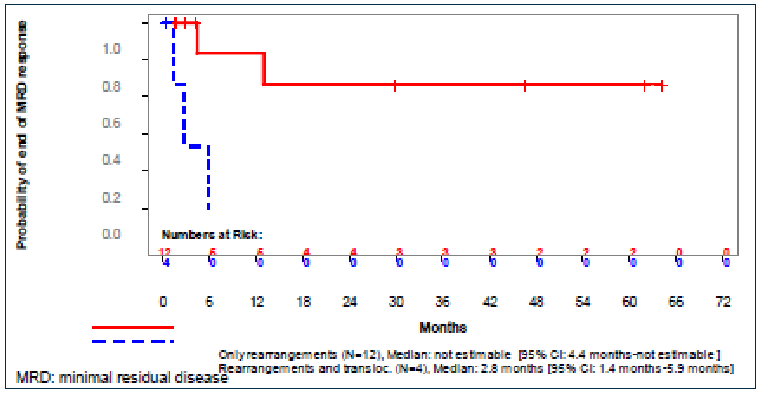 Probability of end of MRD response
1.0
0.8
0.6
0.4
0.2
0.0
Numbers at Risk:
12 6 5 4 4 3 3 3 2 2 2 0 0
4 0 0 0 0 0 0 0 0 0 0 0 0
0 6 12 18 24 30 36 42 48 54 60 66 72
Months
Only rearrangements (N=12), Median: not estimable [95% CI: 4.4 months-not estimable]
Rearrangements and transloc. (N=4), Median: 2.8 months [95% CI: 1.4 months-5.9 months]
MRD: minimal residual disease